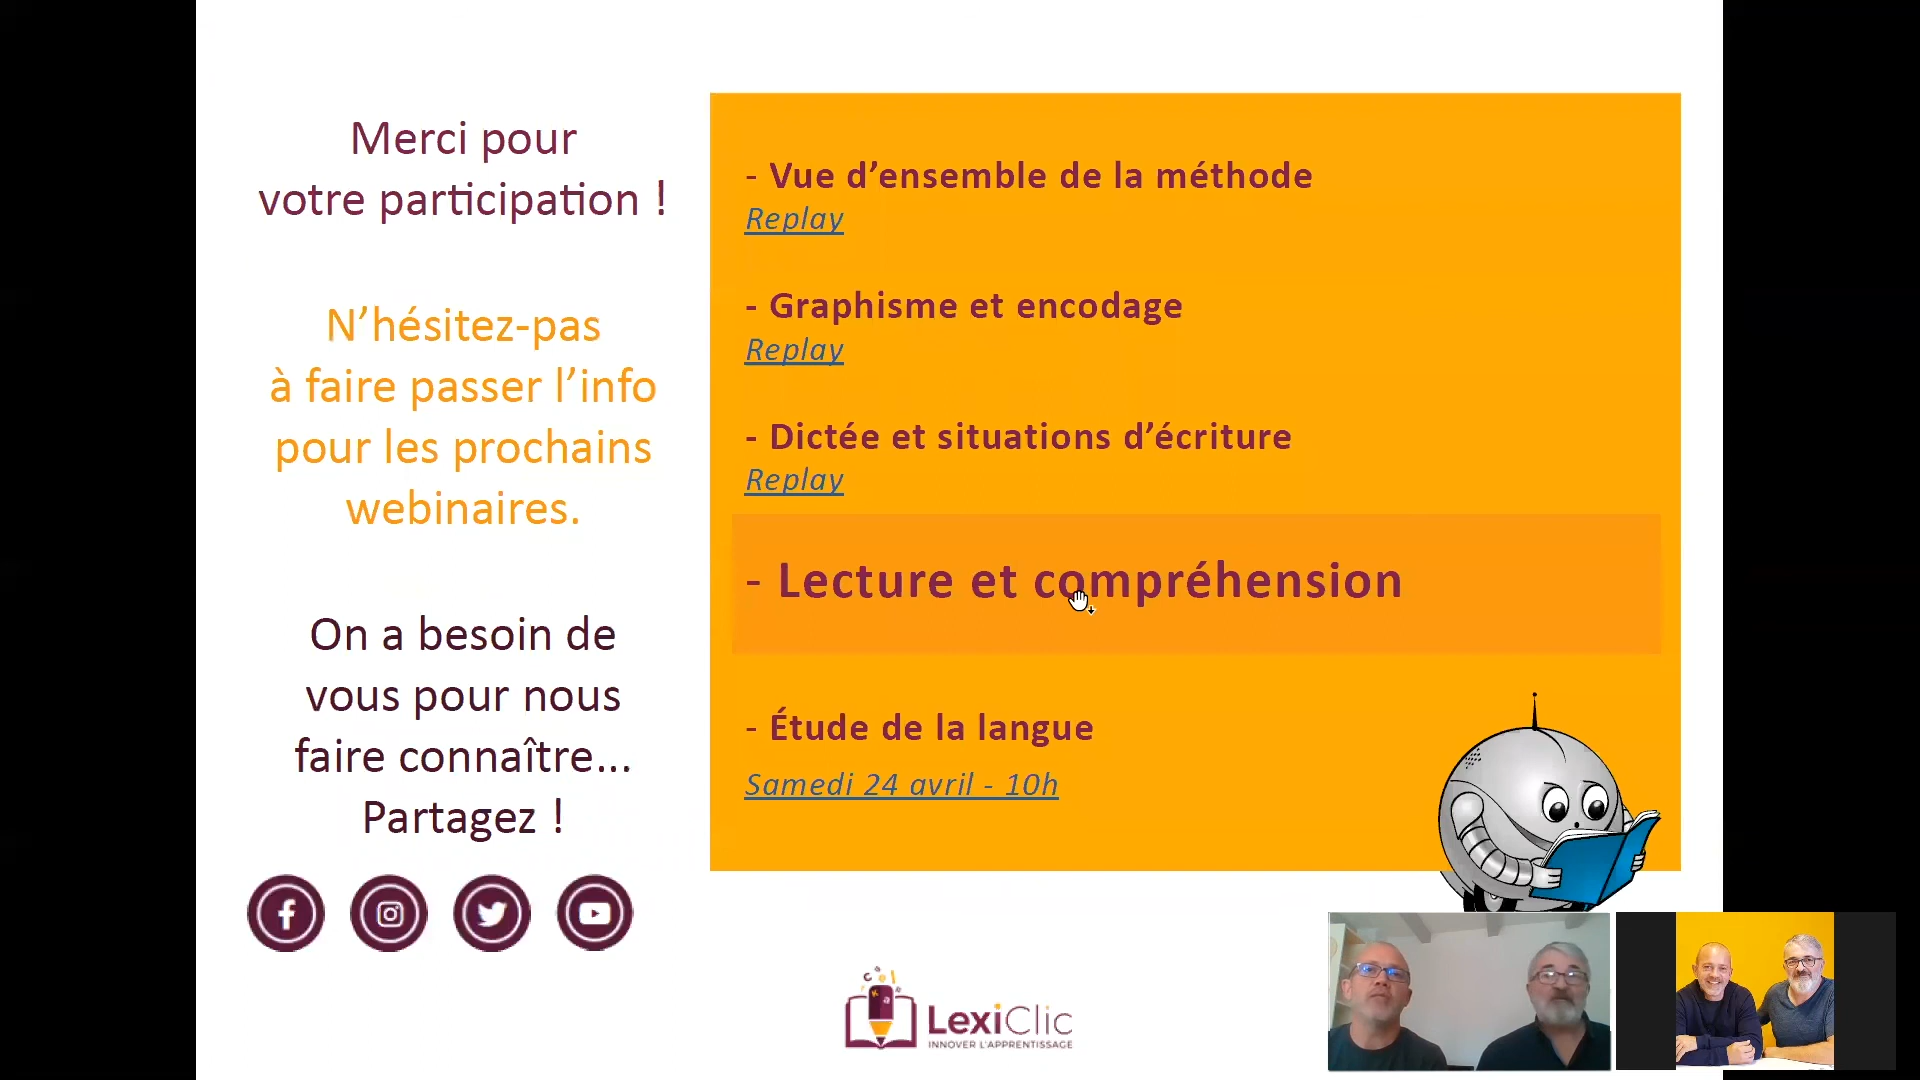 Merci pour
votre participation !
N’hésitez-pas
à faire passer l’info
pour les prochains
webinaires.
On a besoin de
vous pour nous
faire connaître...
Partagez !
- Vue d’ensemble de la méthode
Replay
- Graphisme et encodage
Replay
- Dictée et situations d’écriture
Replay
- Lecture et compréhension
- Étude de la langue
Samedi 24 avril - 10h
LexiClic
INNOVER L'APPRENTISSAGE